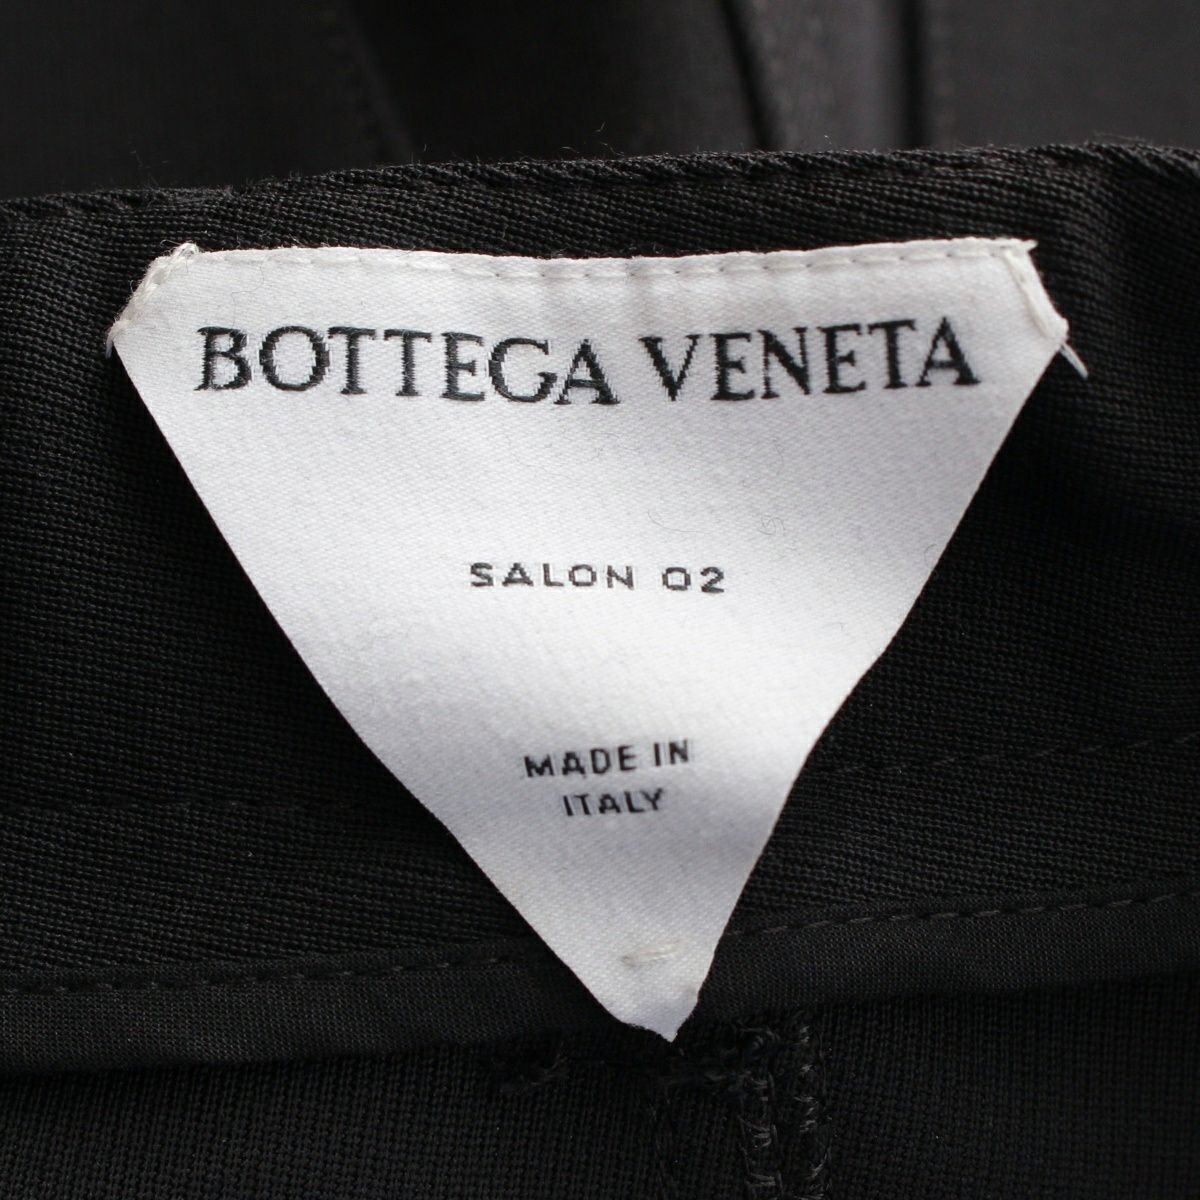 BOTTEGA VENETA
SALON 02
MADE IN
ITALY